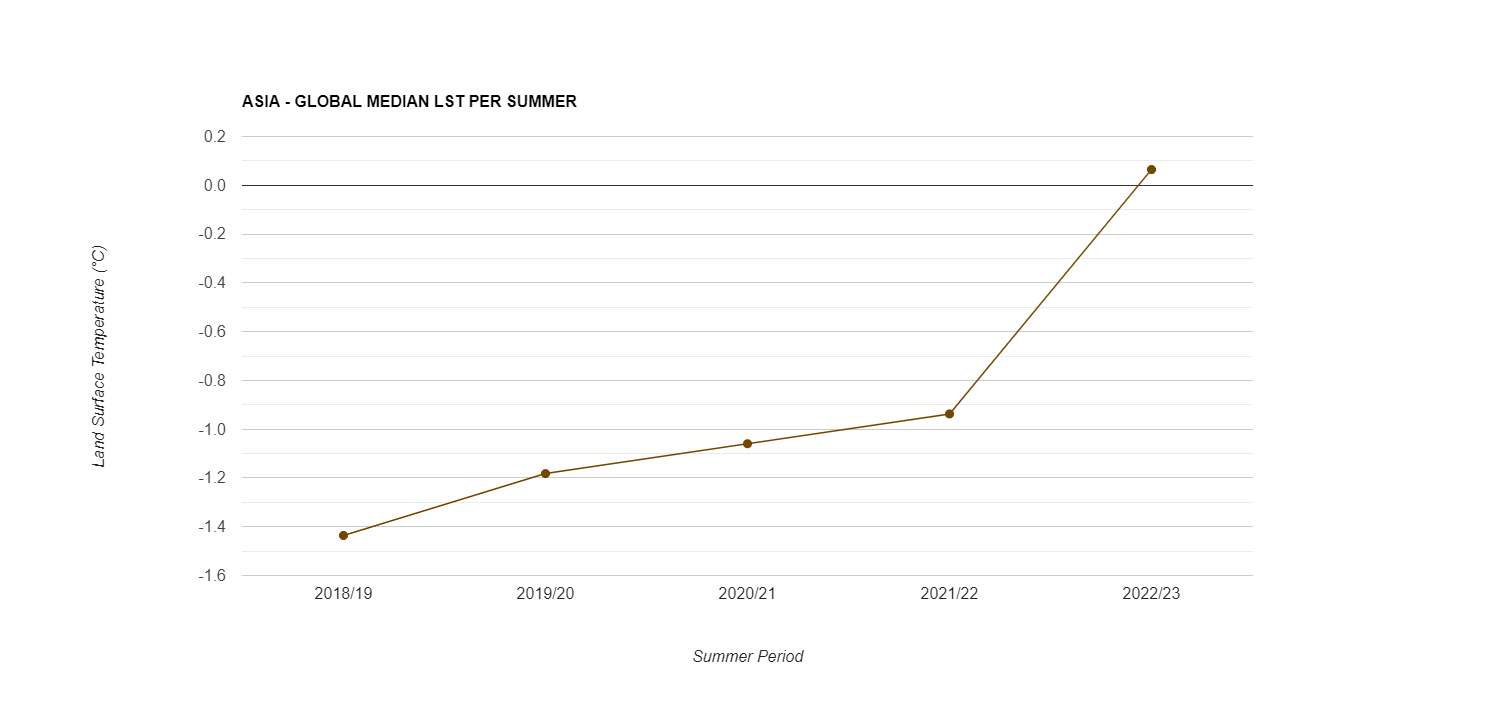 ASIA - GLOBAL MEDIAN LST PER SUMMER
0.2
0.0
-0.2
-0.4
-0.6
-0.8
-1.0
-1.2
-1.4
-1.6
Land Surface Temperature (°C)
2018/19 2019/20 2020/21 2021/22 2022/23
Summer Period